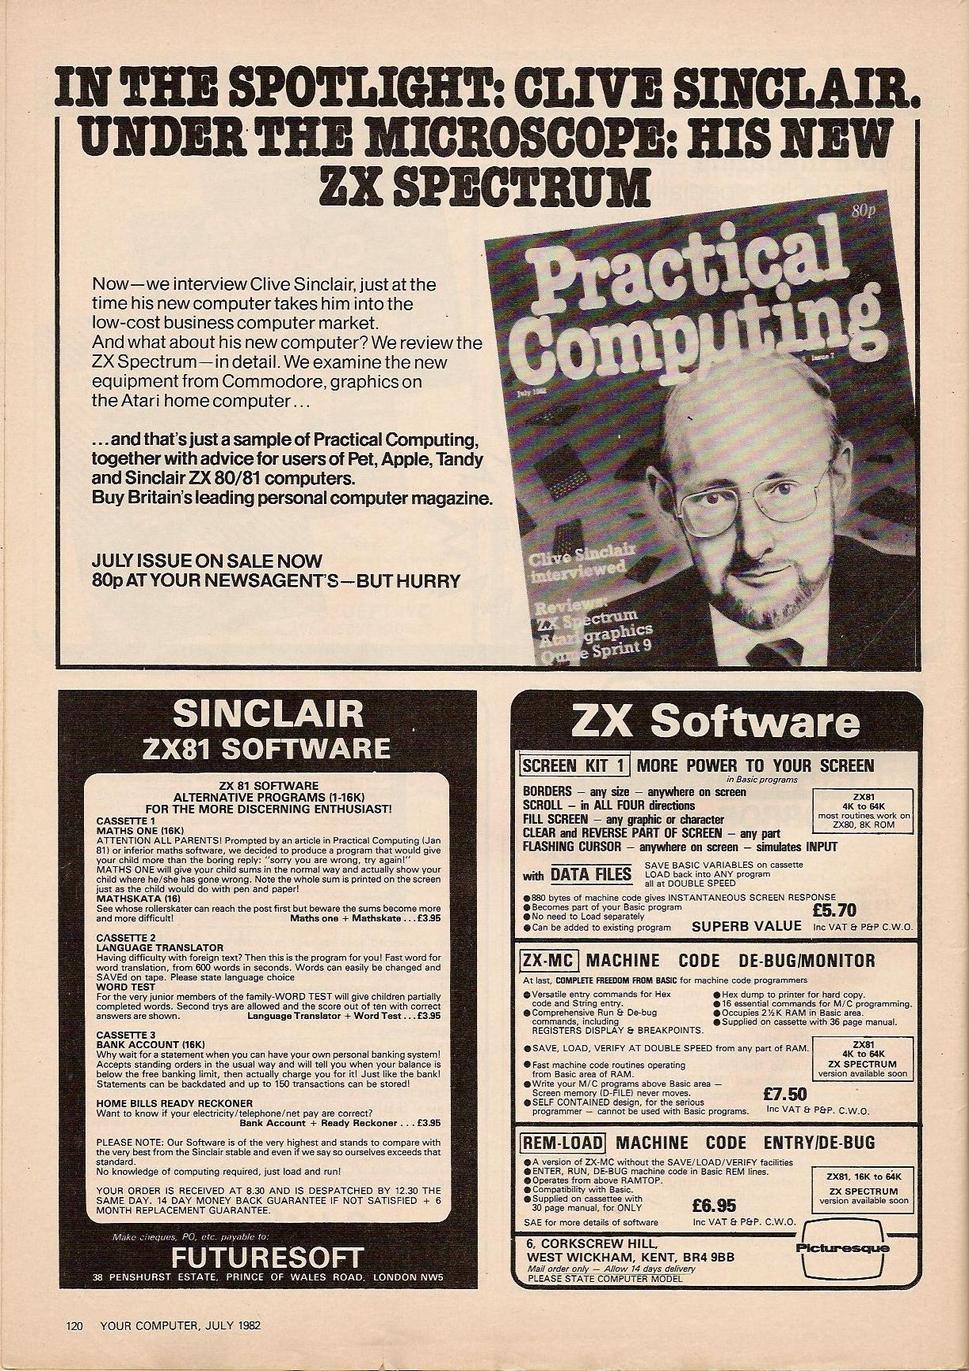 IN THE SPOTLIGHT: CLIVE SINCLAIR.
UNDER THE MICROSCOPE: HIS NEW
ZX SPECTRUM
80p
Practical
Computing
July 1982
Issue 7
Now—we interview Clive Sinclair, just at the
time his new computer takes him into the
low-cost business computer market.
And what about his new computer? We review the
ZX Spectrum—in detail. We examine the new
equipment from Commodore, graphics on
the Atari home computer...
...and that's just a sample of Practical Computing,
together with advice for users of Pet, Apple, Tandy
and Sinclair ZX 80/81 computers.
Buy Britain's leading personal computer magazine.
JULY ISSUE ON SALE NOW
80p AT YOUR NEWSAGENT'S—BUT HURRY
Clive Sinclair
interviewed
Reviews:
ZX Spectrum
Atari graphics
Qume Sprint 9
SINCLAIR
ZX81 SOFTWARE
ZX 81 SOFTWARE
ALTERNATIVE PROGRAMS (1-16K)
FOR THE MORE DISCERNING ENTHUSIAST!
CASSETTE 1
MATHS ONE (16K)
ATTENTION ALL PARENTS! Prompted by an article in Practical Computing (Jan
81) or inferior maths software, we decided to produce a program that would give
your child more than the boring reply: "sorry you are wrong, try again!"
MATHS ONE will give your child sums in the normal way and actually show your
child where he/she has gone wrong. Note the whole sum is printed on the screen
just as the child would do with pen and paper!
MATHSKATA (16)
See whose rollerskater can reach the post first but beware the sums become more
and more difficult! Maths one + Mathskate ... £3.95
CASSETTE 2
LANGUAGE TRANSLATOR
Having difficulty with foreign text? Then this is the program for you! Fast word for
word translation, from 600 words in seconds. Words can easily be changed and
SAVEd on tape. Please state language choice
WORD TEST
For the very junior members of the family-WORD TEST will give children partially
completed words. Second trys are allowed and the score out of ten with correct
answers are shown. Language Translator + Word Test ... £3.95
CASSETTE 3
BANK ACCOUNT (16K)
Why wait for a statement when you can have your own personal banking system!
Accepts standing orders in the usual way and will tell you when your balance is
below the free banking limit, then actually charge you for it! Just like the bank!
Statements can be backdated and up to 150 transactions can be stored!
HOME BILLS READY RECKONER
Want to know if your electricity/telephone/net pay are correct?
Bank Account + Ready Reckoner ... £3.95
PLEASE NOTE: Our Software is of the very highest and stands to compare with
the very best from the Sinclair stable and even if we say so ourselves exceeds that
standard.
No knowledge of computing required, just load and run!
YOUR ORDER IS RECEIVED AT 8.30 AND IS DESPATCHED BY 12.30 THE
SAME DAY. 14 DAY MONEY BACK GUARANTEE IF NOT SATISFIED + 6
MONTH REPLACEMENT GUARANTEE.
Make cheques, PO, etc. payable to:
FUTURESOFT
38 PENSHURST ESTATE, PRINCE OF WALES ROAD, LONDON NW5
ZX Software
SCREEN KIT 1 MORE POWER TO YOUR SCREEN
in Basic programs
BORDERS – any size – anywhere on screen
SCROLL – in ALL FOUR directions
FILL SCREEN – any graphic or character
CLEAR and REVERSE PART OF SCREEN – any part
FLASHING CURSOR – anywhere on screen – simulates INPUT
ZX81
4K to 64K
most routines work on
ZX80, 8K ROM
with DATA FILES
SAVE BASIC VARIABLES on cassette
LOAD back into ANY program
all at DOUBLE SPEED
●880 bytes of machine code gives INSTANTANEOUS SCREEN RESPONSE
●Becomes part of your Basic program
●No need to Load separately
●Can be added to existing program
SUPERB VALUE
£5.70
Inc VAT & P&P C.W.O.
ZX-MC MACHINE CODE DE-BUG/MONITOR
At last, COMPLETE FREEDOM FROM BASIC for machine code programmers
●Versatile entry commands for Hex
code and String entry.
●Comprehensive Run & De-bug
commands, including
REGISTERS DISPLAY & BREAKPOINTS.
●Hex dump to printer for hard copy.
●16 essential commands for M/C programming.
●Occupies 2½K RAM in Basic area.
●Supplied on cassette with 36 page manual.
●SAVE, LOAD, VERIFY AT DOUBLE SPEED from any part of RAM.
●Fast machine code routines operating
from Basic area of RAM.
●Write your M/C programs above Basic area –
Screen memory (D-FILE) never moves.
●SELF CONTAINED design, for the serious
programmer – cannot be used with Basic programs.
ZX81
4K to 64K
ZX SPECTRUM
version available soon
£7.50
Inc VAT & P&P. C.W.O.
REM-LOAD MACHINE CODE ENTRY/DE-BUG
●A version of ZX-MC without the SAVE/LOAD/VERIFY facilities
●ENTER, RUN, DE-BUG machine code in Basic REM lines.
●Operates from above RAMTOP.
●Compatibility with Basic.
●Supplied on cassettee with
30 page manual, for ONLY
SAE for more details of software
£6.95
Inc VAT & P&P. C.W.O.
ZX81, 16K to 64K
ZX SPECTRUM
version available soon
6, CORKSCREW HILL,
WEST WICKHAM, KENT, BR4 9BB
Mail order only – Allow 14 days delivery
PLEASE STATE COMPUTER MODEL
Picturesque
120 YOUR COMPUTER, JULY 1982